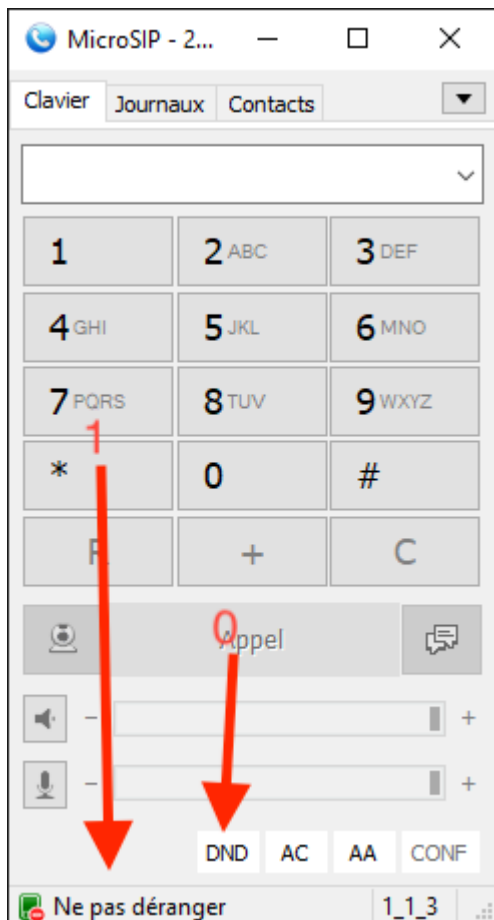 MicroSIP - 2...
Clavier Journaux Contacts
1 2 ABC 3 DEF
4 GHI 5 JKL 6 MNO
7 PQRS 8 TUV 9 WXYZ
1
* 0 #
R + C
0
Appel
- +
- +
DND AC AA CONF
Ne pas déranger 1_1_3